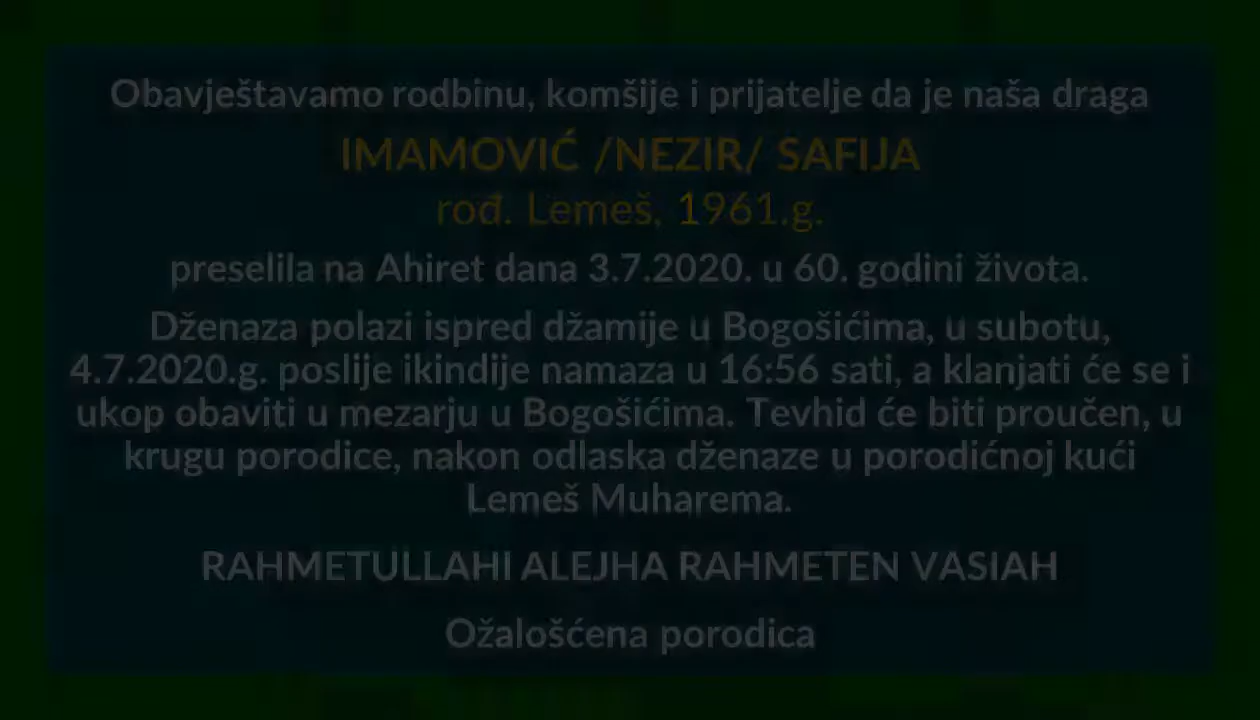 Obavještavamo rodbinu, komšije i prijatelje da je naša draga
IMAMOVIĆ /NEZIR/ SAFIJA
rođ. Lemeš, 1961.g.
preselila na Ahiret dana 3.7.2020. u 60. godini života.
Dženaza polazi ispred džamije u Bogošićima, u subotu,
4.7.2020.g. poslije ikindije namaza u 16:56 sati, a klanjati će se i
ukop obaviti u mezarju u Bogošićima. Tevhid će biti proučen, u
krugu porodice, nakon odlaska dženaze u porodićnoj kući
Lemeš Muharema.
RAHMETULLAHI ALEJHA RAHMETEN VASIAH
Ožalošćena porodica